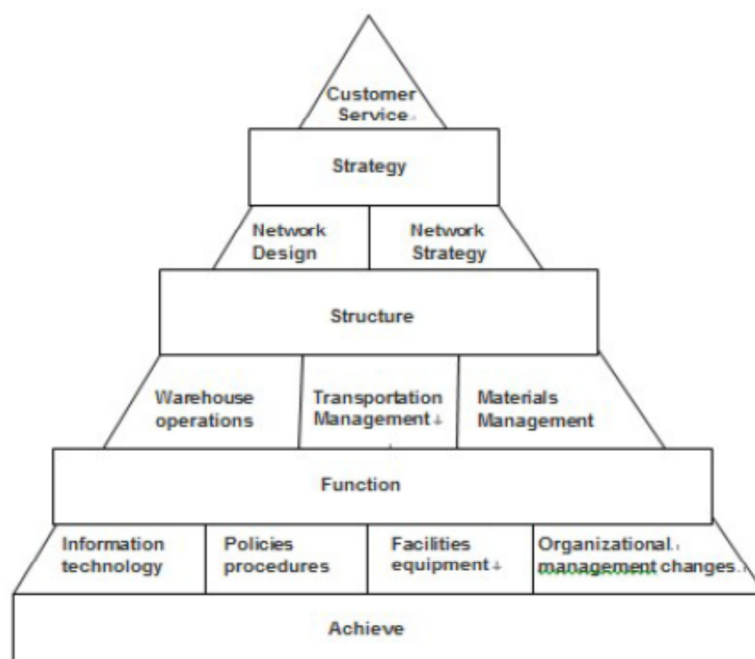 Customer
Service
Strategy
Network
Design
Network
Strategy
Structure
Warehouse
operations
Transportation
Management
Materials
Management
Function
Information
technology
Policies
procedures
Facilities
equipment
Organizational
management changes
Achieve